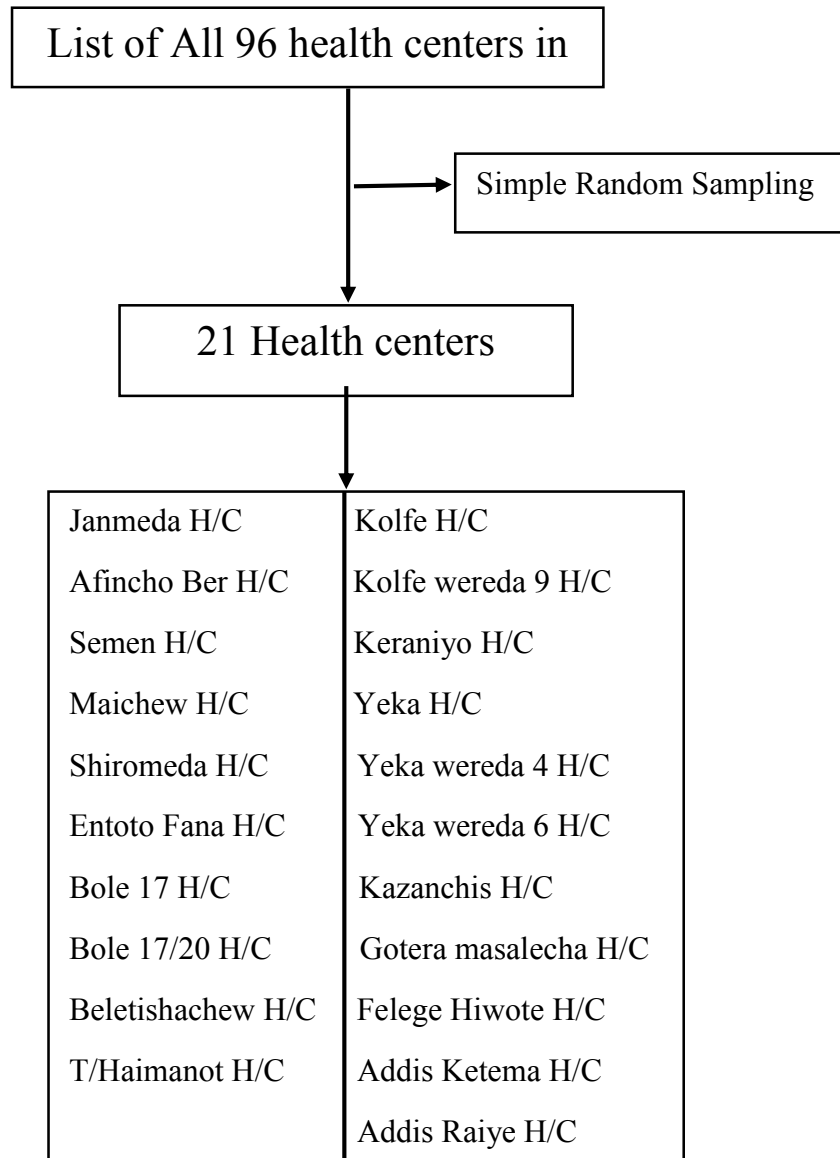 List of All 96 health centers in
Simple Random Sampling
21 Health centers
Janmeda H/C
Afincho Ber H/C
Semen H/C
Maichew H/C
Shiromeda H/C
Entoto Fana H/C
Bole 17 H/C
Bole 17/20 H/C
Beletishachew H/C
T/Haimanot H/C
Kolfe H/C
Kolfe wereda 9 H/C
Keraniyo H/C
Yeka H/C
Yeka wereda 4 H/C
Yeka wereda 6 H/C
Kazanchis H/C
Gotera masalecha H/C
Felege Hiwote H/C
Addis Ketema H/C
Addis Raiye H/C